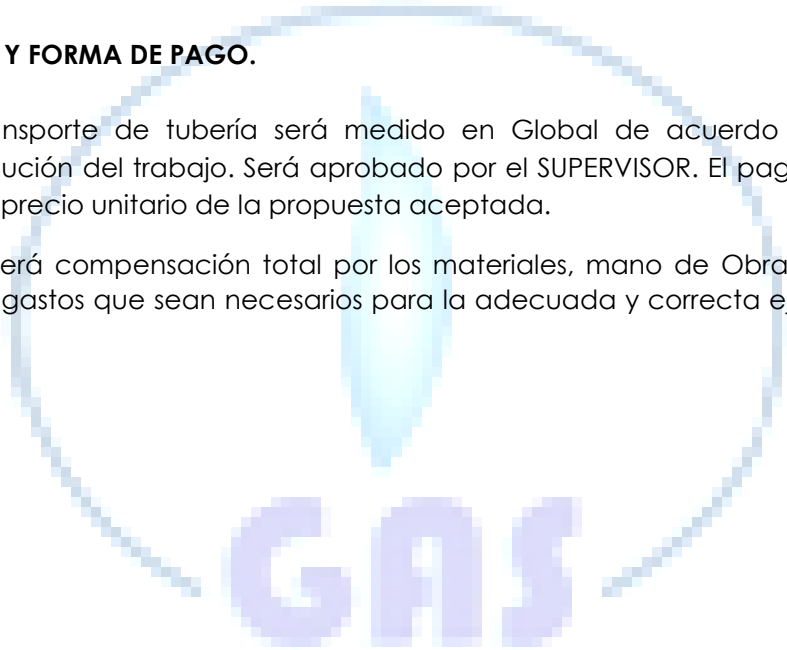 Y FORMA DE PAGO.
nsporte de tubería será medido en Global de acuerdo
ución del trabajo. Será aprobado por el SUPERVISOR. El pag
precio unitario de la propuesta aceptada.
erá compensación total por los materiales, mano de Obra
gastos que sean necesarios para la adecuada y correcta ej
GAS